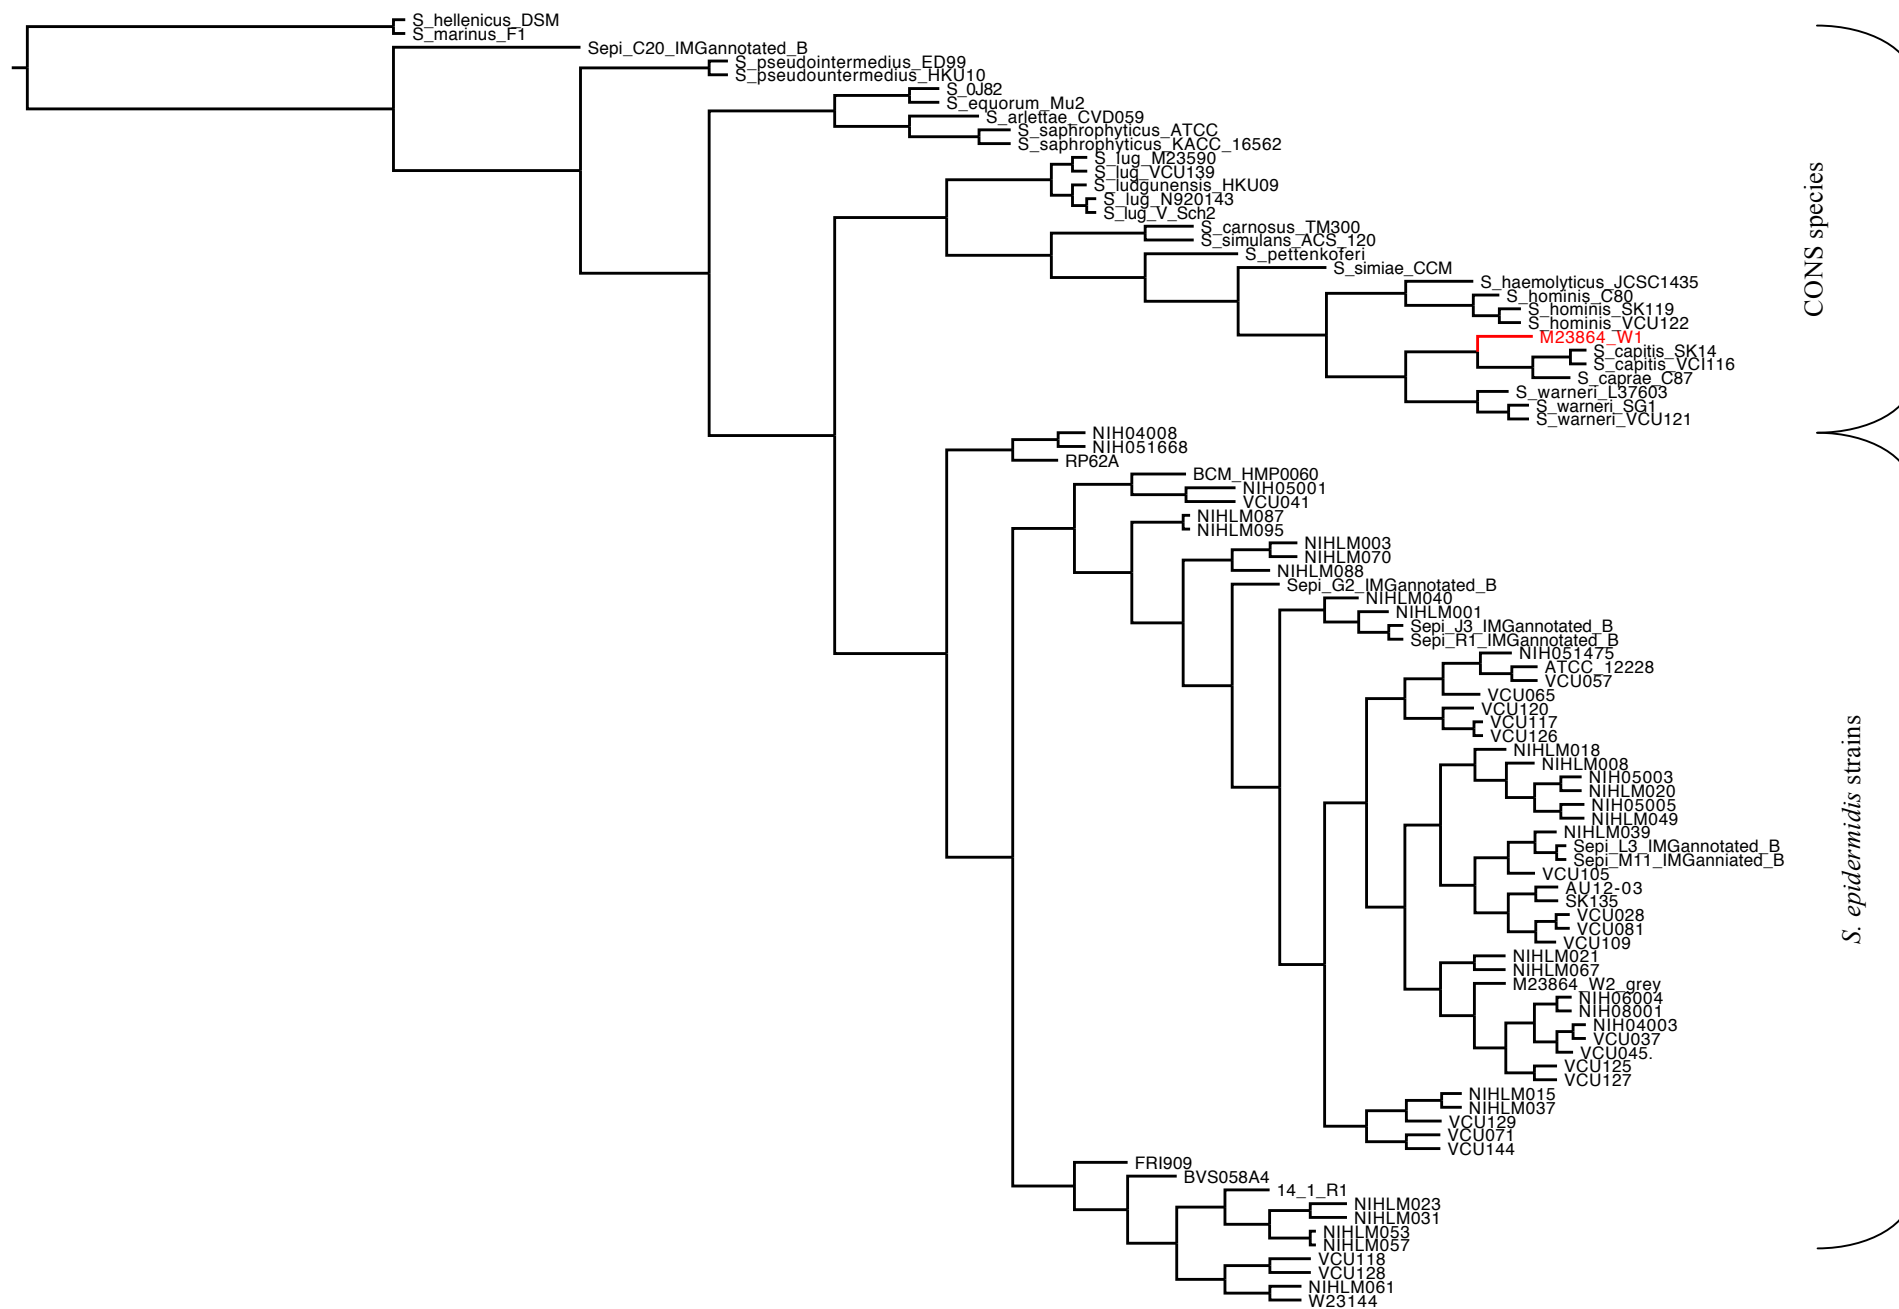 S_hellenicus_DSM
S_marinus_F1
Sepi_C20_IMGannotated_B
S_pseudointermedius_ED99
S_pseudountermedius_HKU10
S_0J82
S_equorum_Mu2
S_arlettae_CVD059
S_saphrophyticus_ATCC
S_saphrophyticus_KACC_16562
S_lug_M23590
S_lug_VCU139
S_ludgunensis_HKU09
S_lug_N920143
S_lug_V_Sch2
S_carnosus_TM300
S_simulans_ACS_120
S_pettenkoferi
S_simiae_CCM
S_haemolyticus_JCSC1435
S_hominis_C80
S_hominis_SK119
S_hominis_VCU122
M23864_W1
S_capitis_SK14
S_capitis_VCI116
S_caprae_C87
S_warneri_L37603
S_warneri_SG1
S_warneri_VCU121
CONS species
NIH04008
NIH051668
RP62A
BCM_HMP0060
NIH05001
VCU041
NIHLM087
NIHLM095
NIHLM003
NIHLM070
NIHLM088
Sepi_G2_IMGannotated_B
NIHLM040
NIHLM001
Sepi_J3_IMGannotated_B
Sepi_R1_IMGannotated_B
NIH051475
ATCC_12228
VCU057
VCU065
VCU120
VCU117
VCU126
NIHLM018
NIHLM008
NIH05003
NIHLM020
NIH05005
NIHLM049
NIHLM039
Sepi_L3_IMGannotated_B
Sepi_M11_IMGanniated_B
VCU105
AU12-03
SK135
VCU028
VCU081
VCU109
NIHLM021
NIHLM067
M23864_W2_grey
NIH06004
NIH08001
NIH04003
VCU037
VCU045.
VCU125
VCU127
NIHLM015
NIHLM037
VCU129
VCU071
VCU144
FRI909
BVS058A4
14_1_R1
NIHLM023
NIHLM031
NIHLM053
NIHLM057
VCU118
VCU128
NIHLM061
W23144
S. epidermidis strains